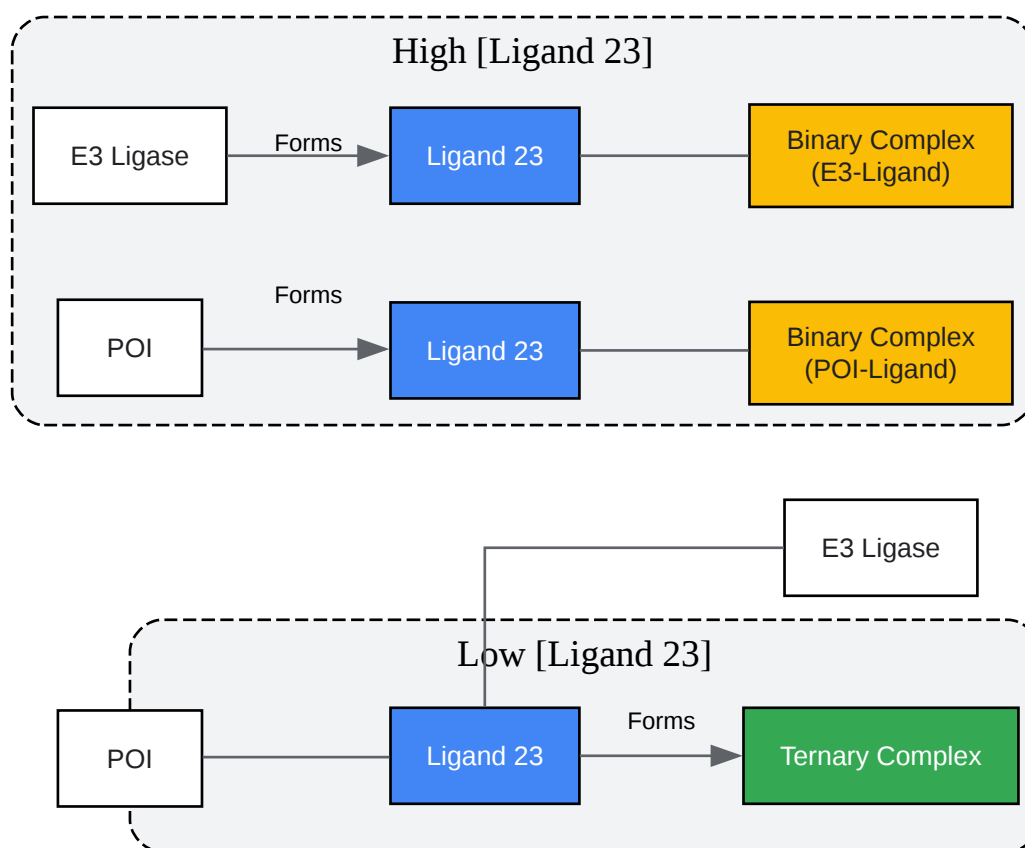 High [Ligand 23]
E3 Ligase
Forms
Ligand 23
Binary Complex
(E3-Ligand)
POI
Forms
Ligand 23
Binary Complex
(POI-Ligand)
E3 Ligase
Low [Ligand 23]
POI
Ligand 23
Forms
Ternary Complex